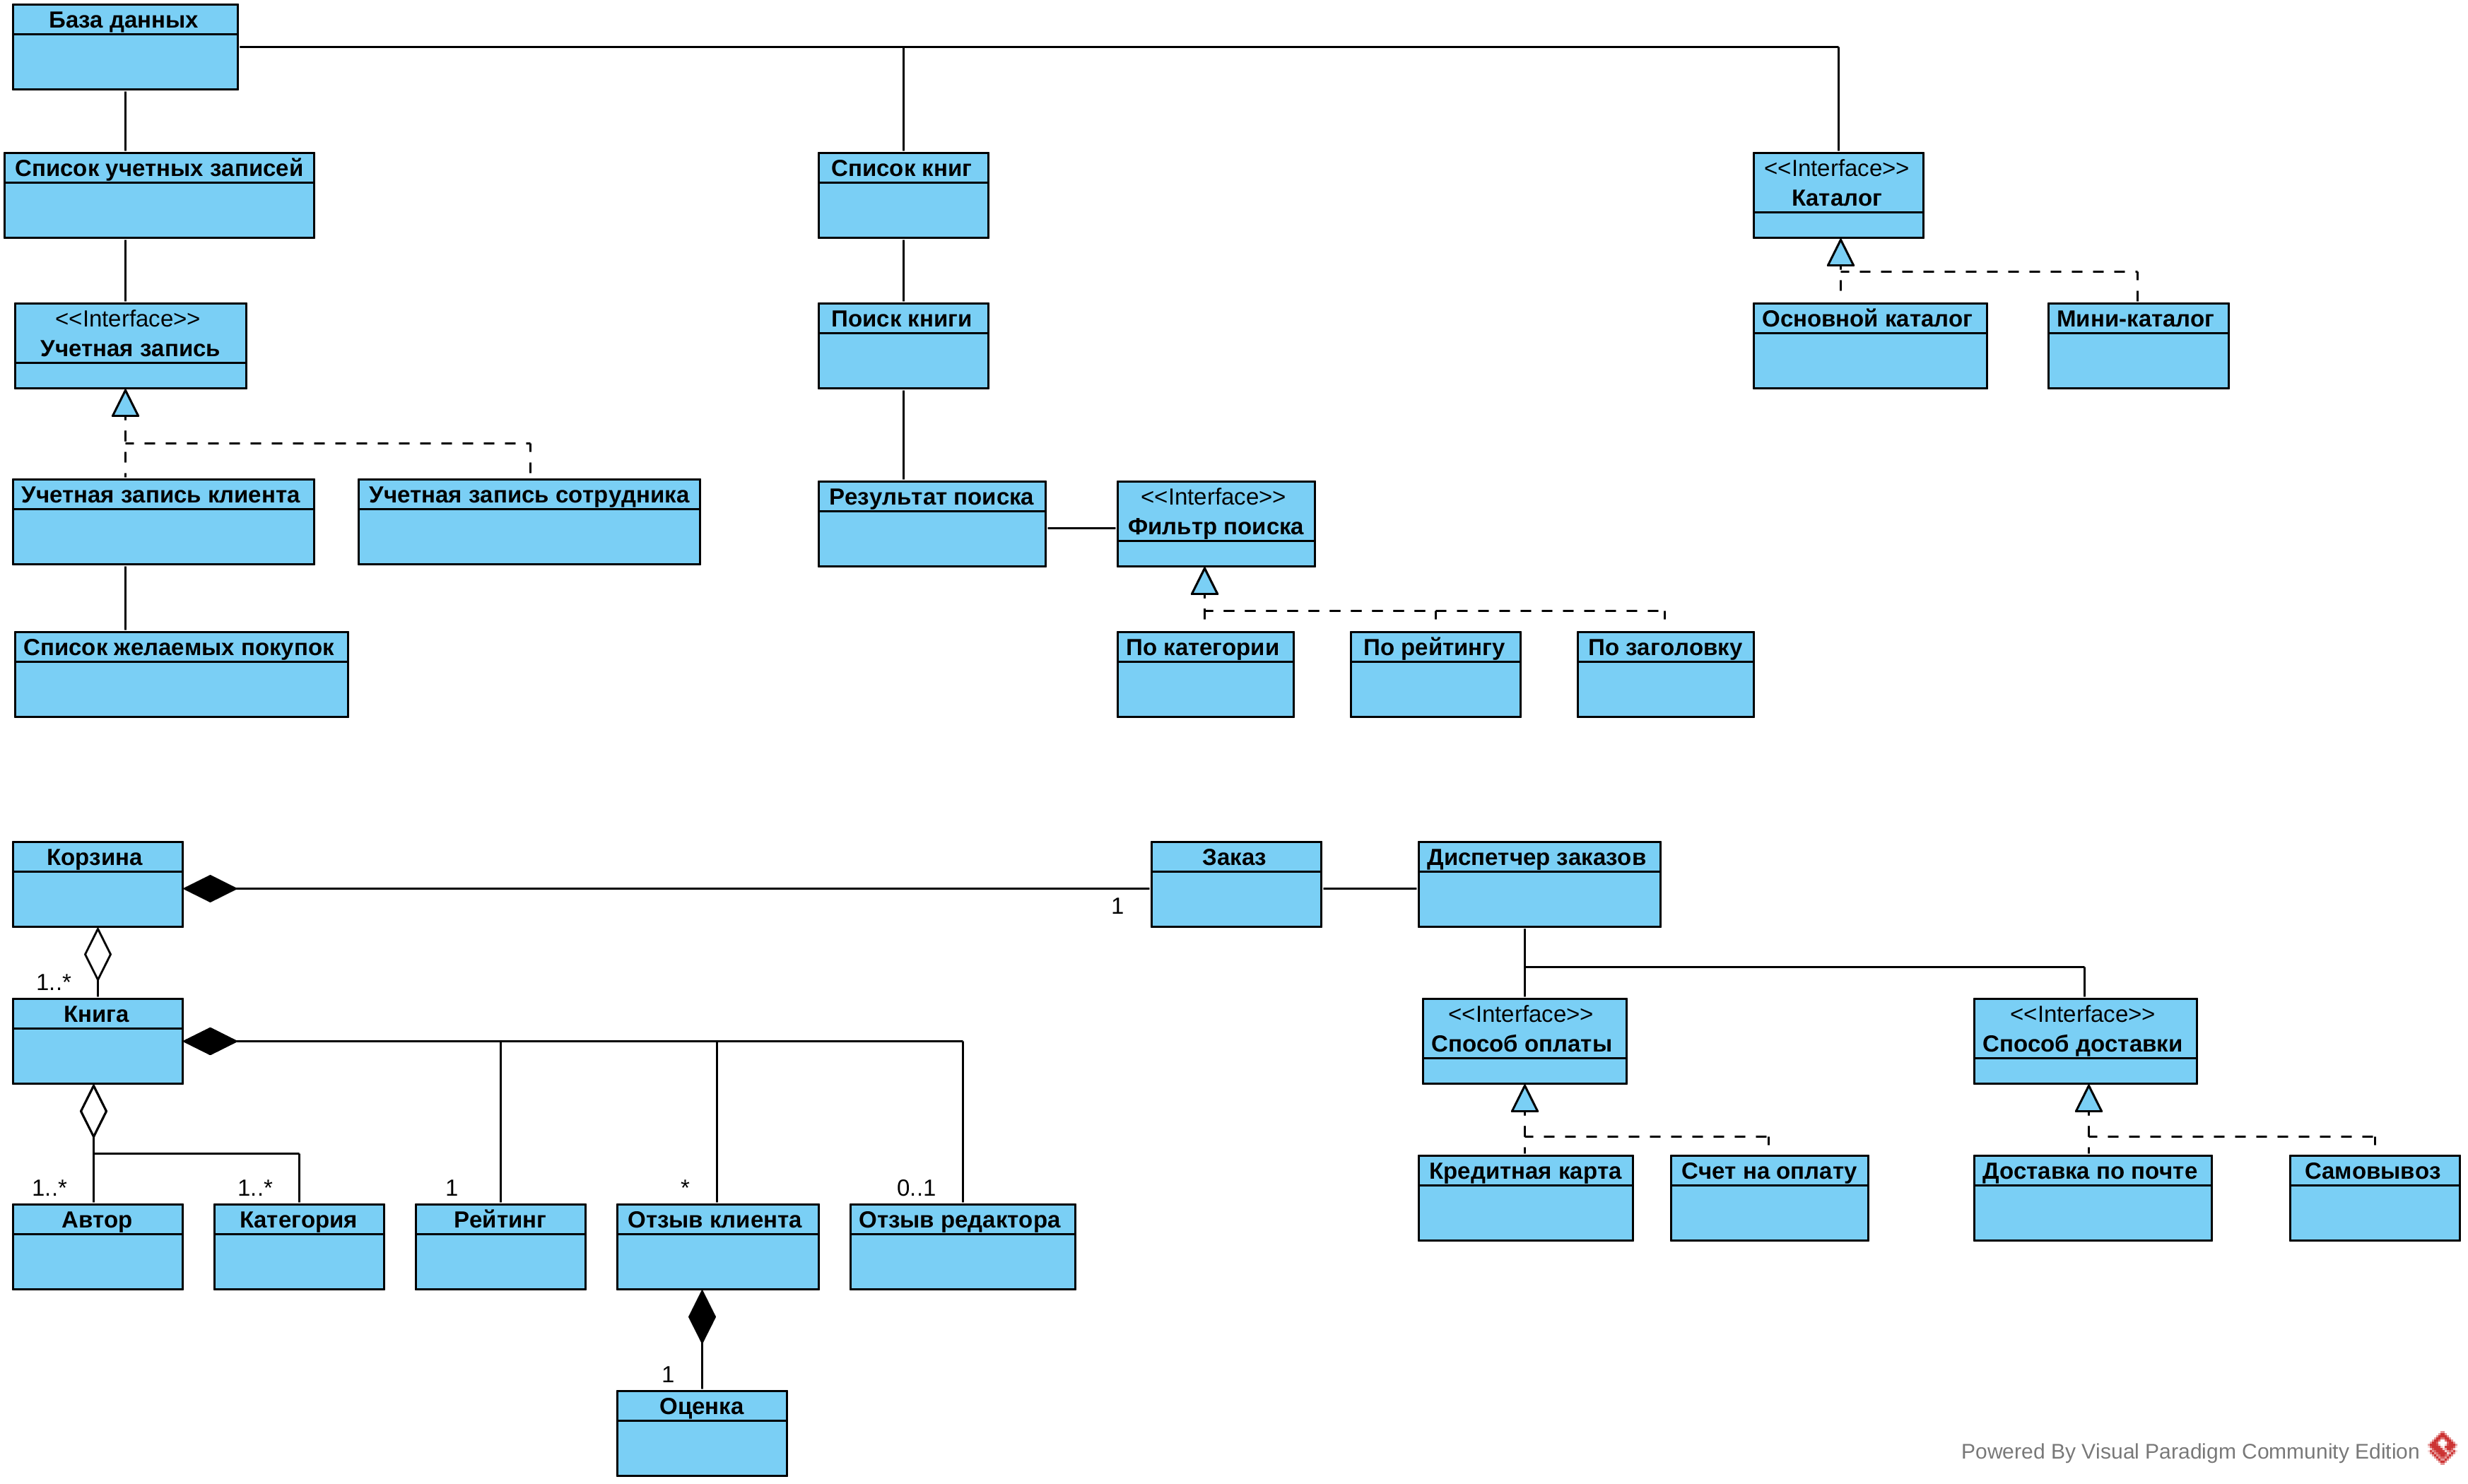 База данных
Список учетных записей
Список книг
<<Interface>>
Каталог
<<Interface>>
Учетная запись
Поиск книги
Основной каталог
Мини-каталог
Учетная запись клиента
Учетная запись сотрудника
Результат поиска
<<Interface>>
Фильтр поиска
Список желаемых покупок
По категории
По рейтингу
По заголовку
Корзина
Заказ
Диспетчер заказов
1
1..*
Книга
<<Interface>>
Способ оплаты
<<Interface>>
Способ доставки
Кредитная карта
Счет на оплату
Доставка по почте
Самовывоз
1..*
1..*
1
*
0..1
Автор
Категория
Рейтинг
Отзыв клиента
Отзыв редактора
1
Оценка
Powered By Visual Paradigm Community Edition